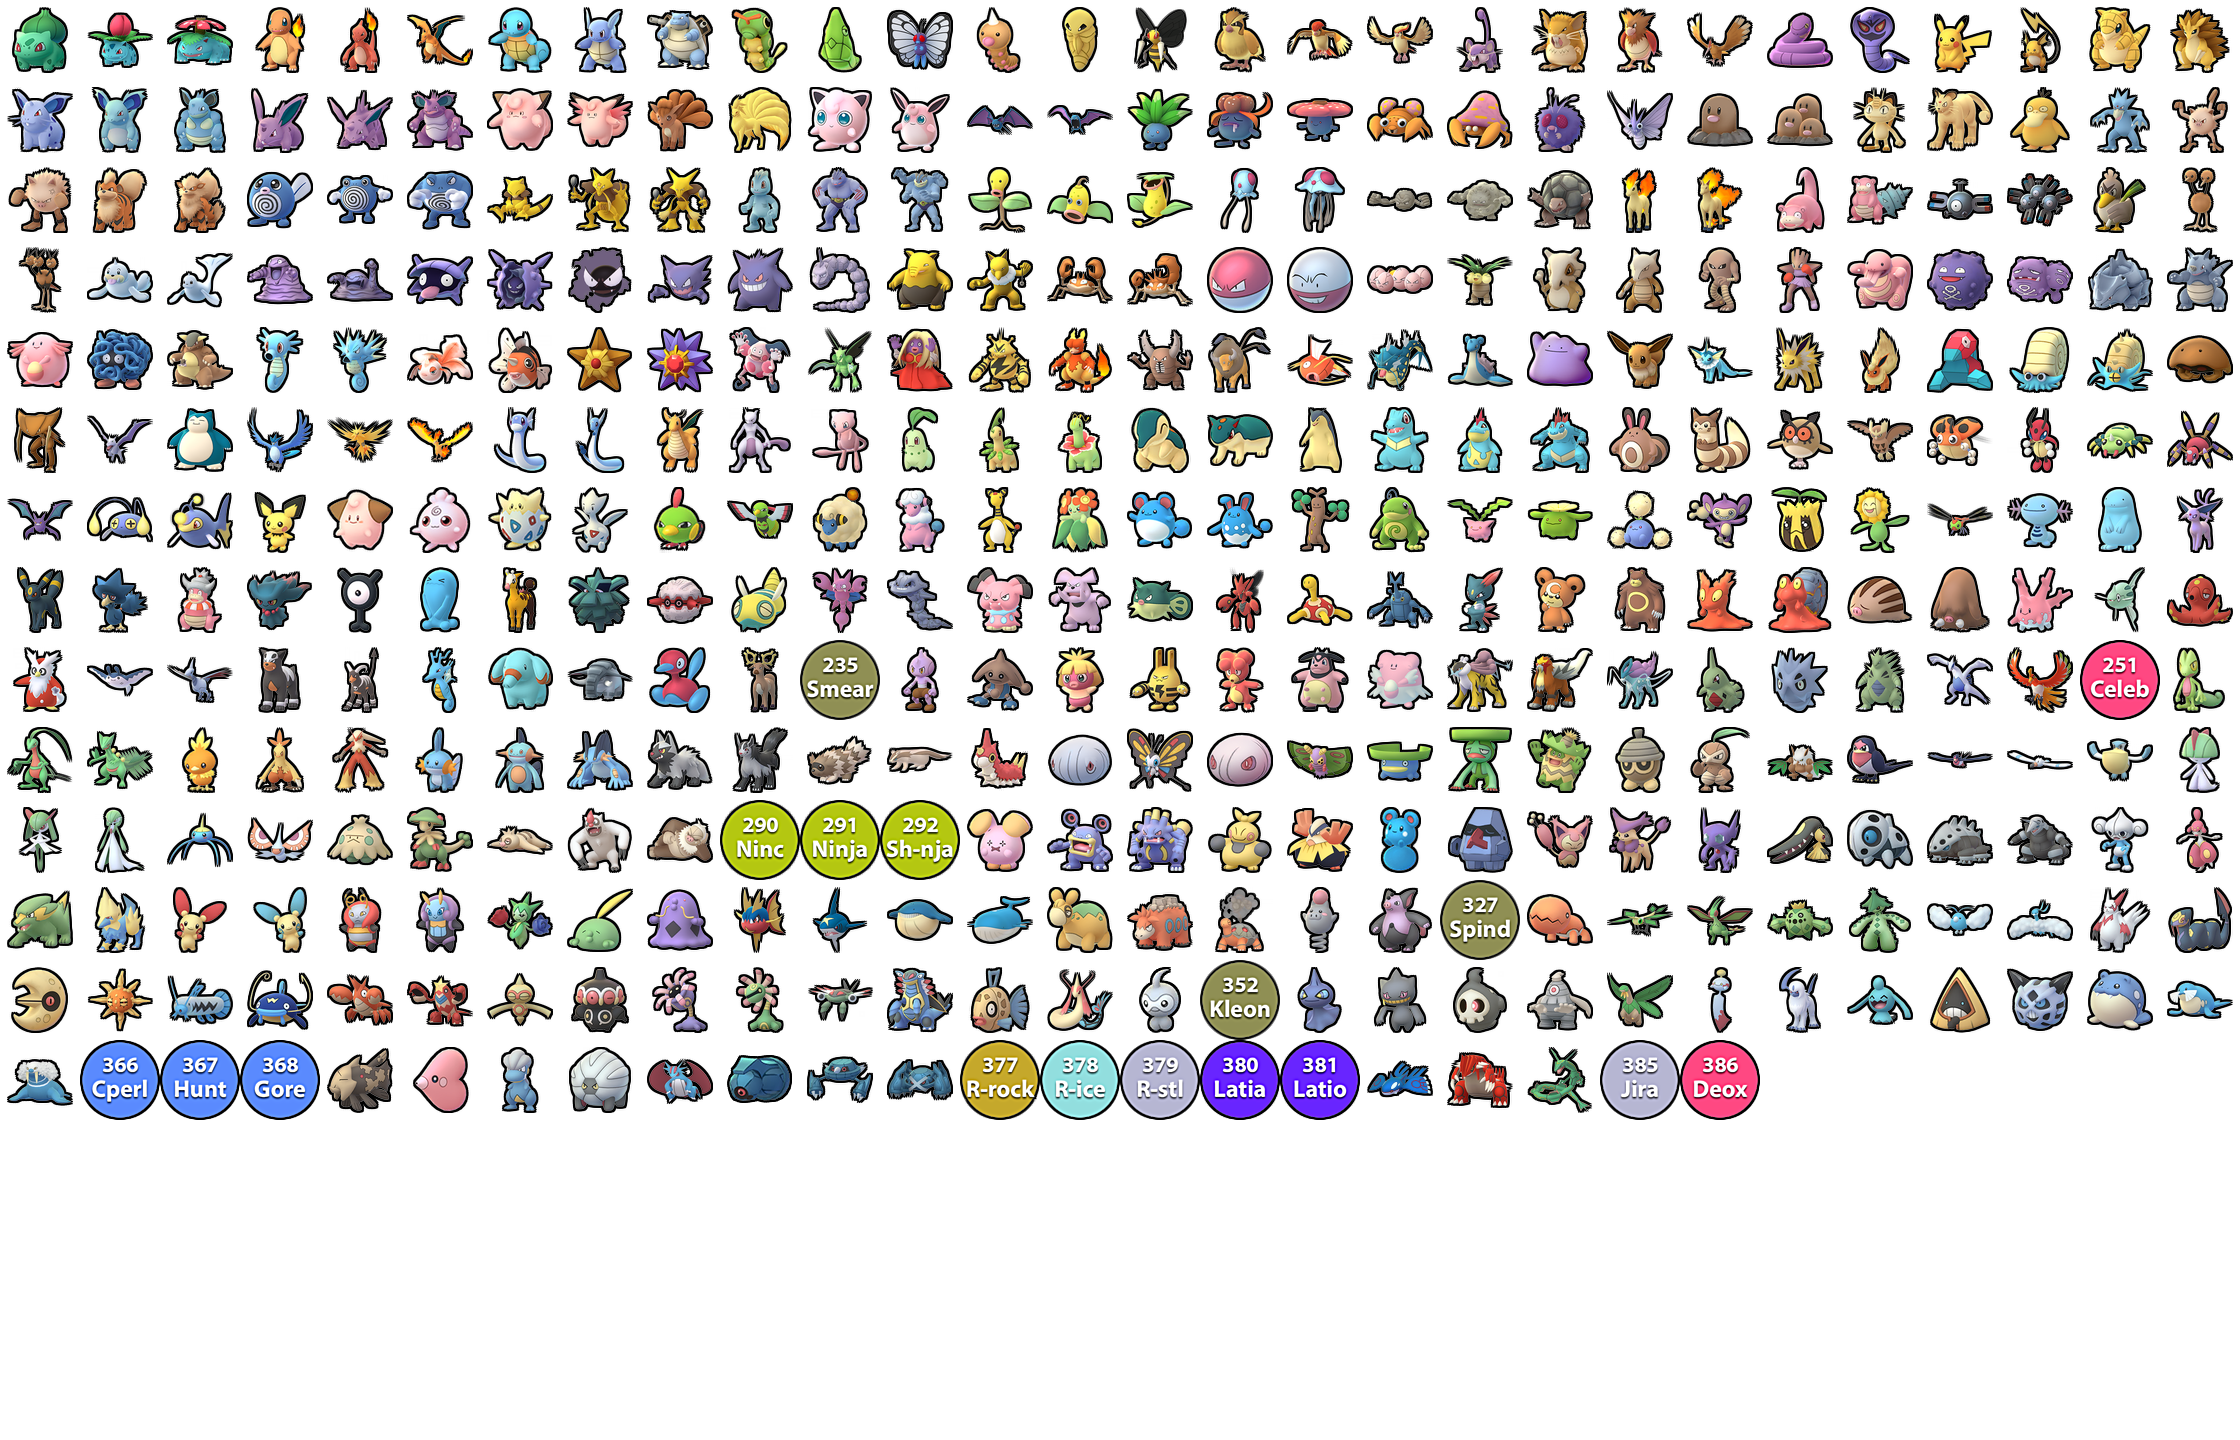 235
Smear
251
Celeb
290
Ninc
291
Ninja
292
Sh-nja
327
Spind
352
Kleon
366
Cperl
367
Hunt
368
Gore
377
R-rock
378
R-ice
379
R-stl
380
Latia
381
Latio
385
Jira
386
Deox